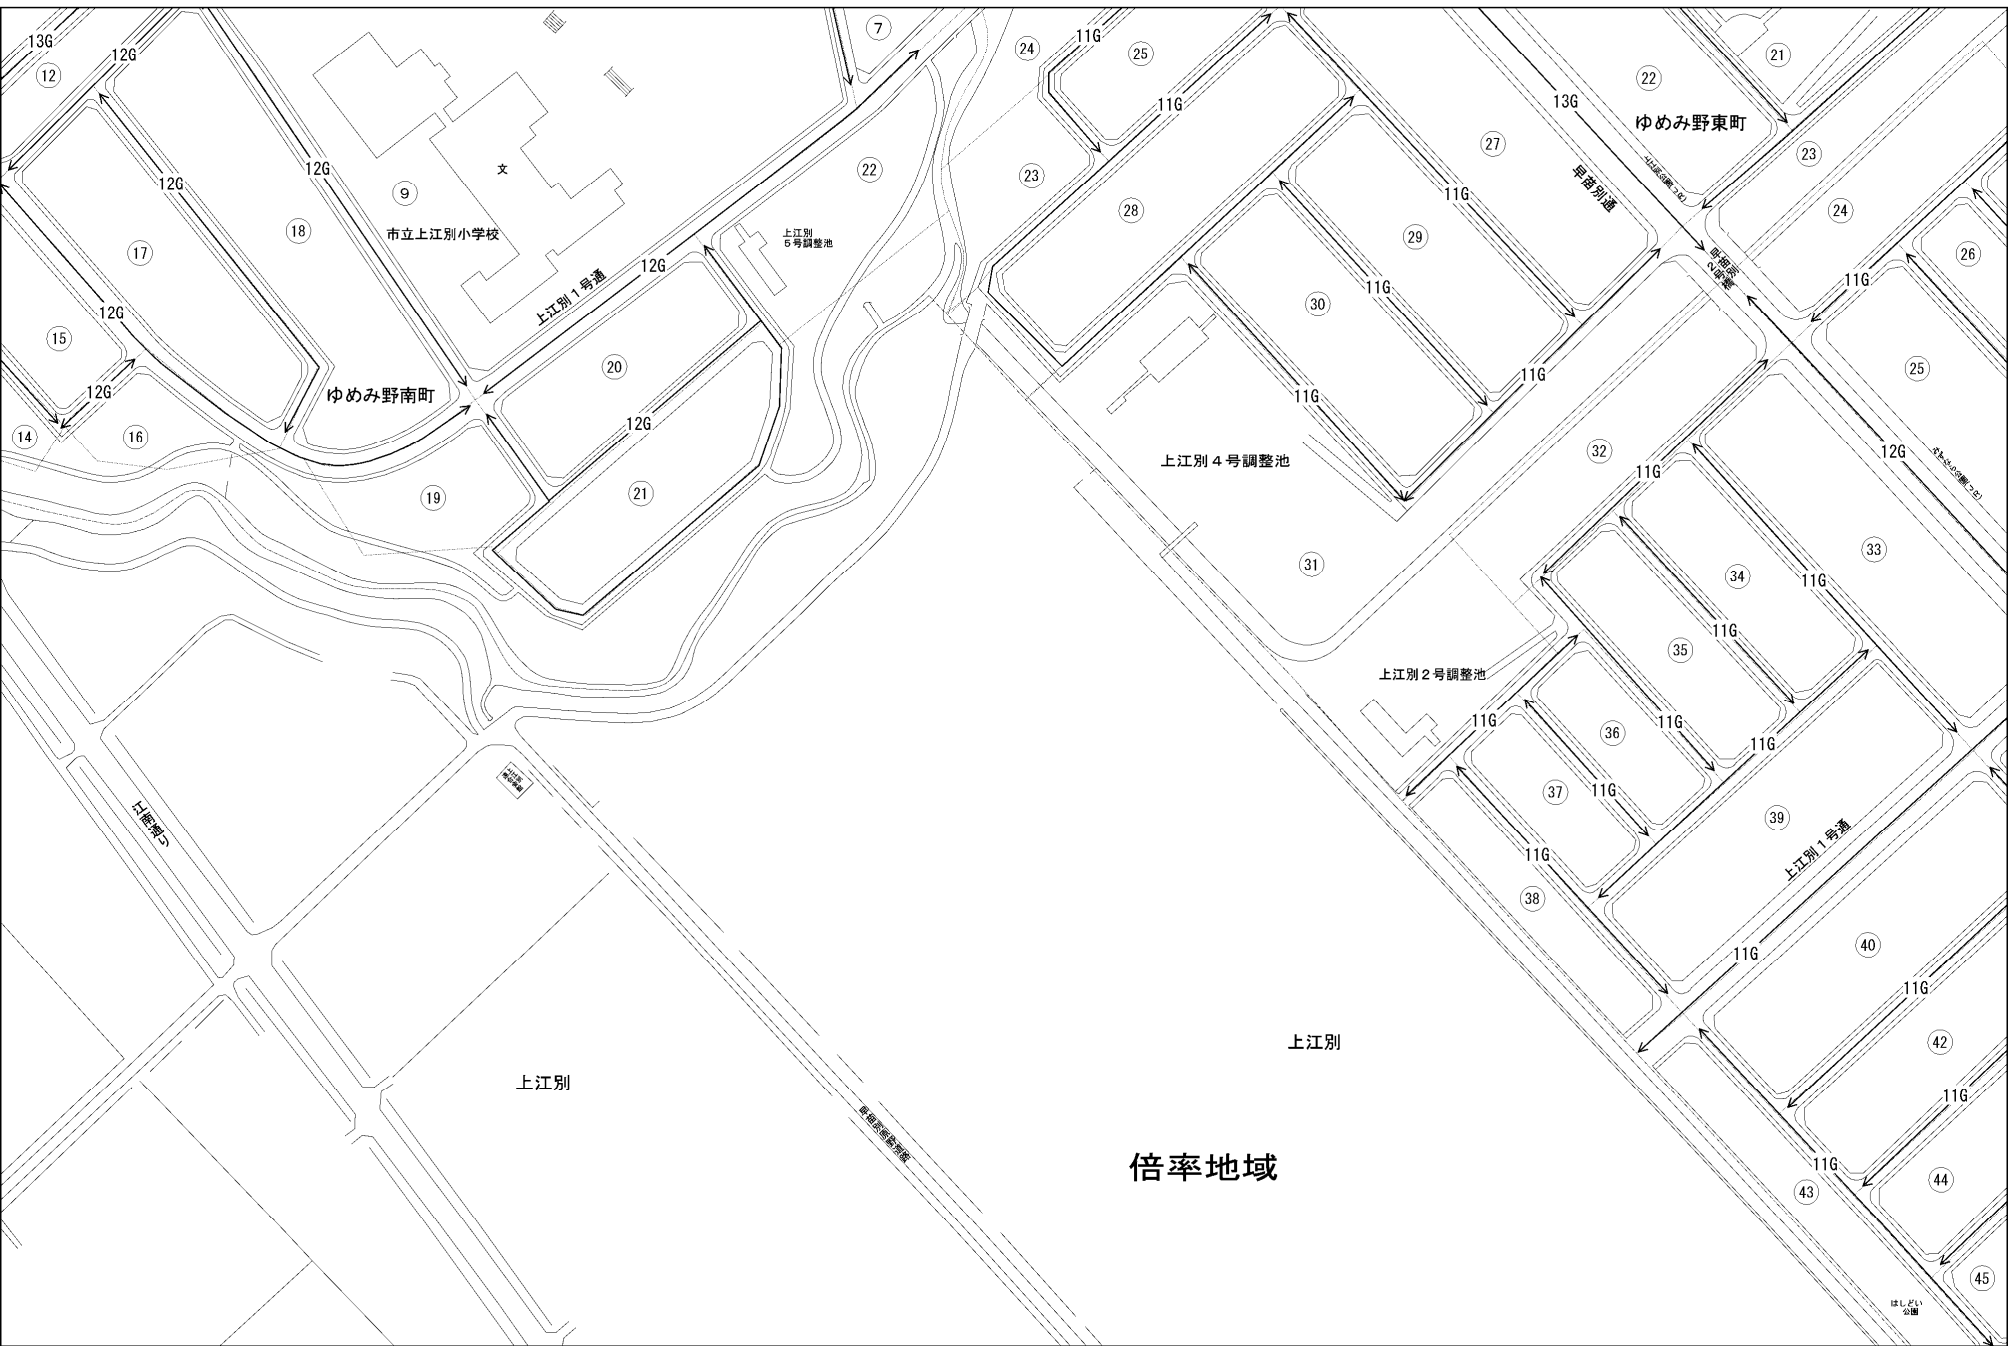 13G
12G
⑫
⑦
11G
㉔
㉕
11G
㉒
13G
㉑
ゆめみ野東町
12G
12G
文
⑨
㉒
㉓
11G
㉗
早苗別通
㉓
⑱
市立上江別小学校
上江別
5号調整池
㉘
㉔
⑰
12G
12G
上江別1号通
㉙
11G
早苗別
2号橋
11G
㉖
⑮
12G
ゆめみ野南町
⑳
㉚
11G
11G
㉕
⑭
⑯
12G
11G
上江別4号調整池
㉜
12G
11G
⑲
㉑
㉛
㉝
㉞
11G
11G
㉟
上江別2号調整池
11G
11G
㊱
11G
江南通り
㊲
11G
㊴
上江別1号通
11G
㊳
11G
㊵
11G
上江別
上江別
㊷
11G
倍率地域
11G
㊸
㊹
㊺
はしどい
公園